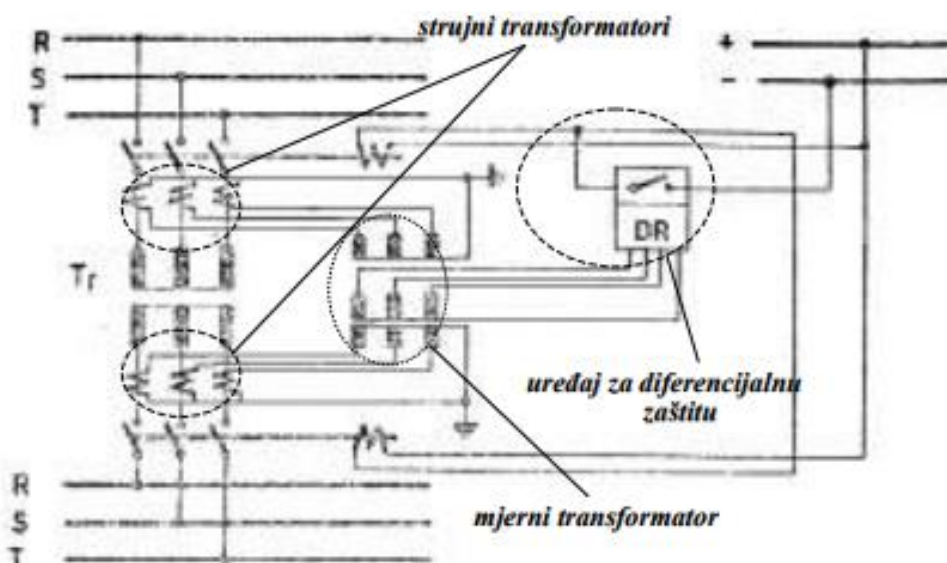 strujni transformatori
R
S
T
+
-
DR
Tr
uređaj za diferencijalnu
zaštitu
mjerni transformator
R
S
T